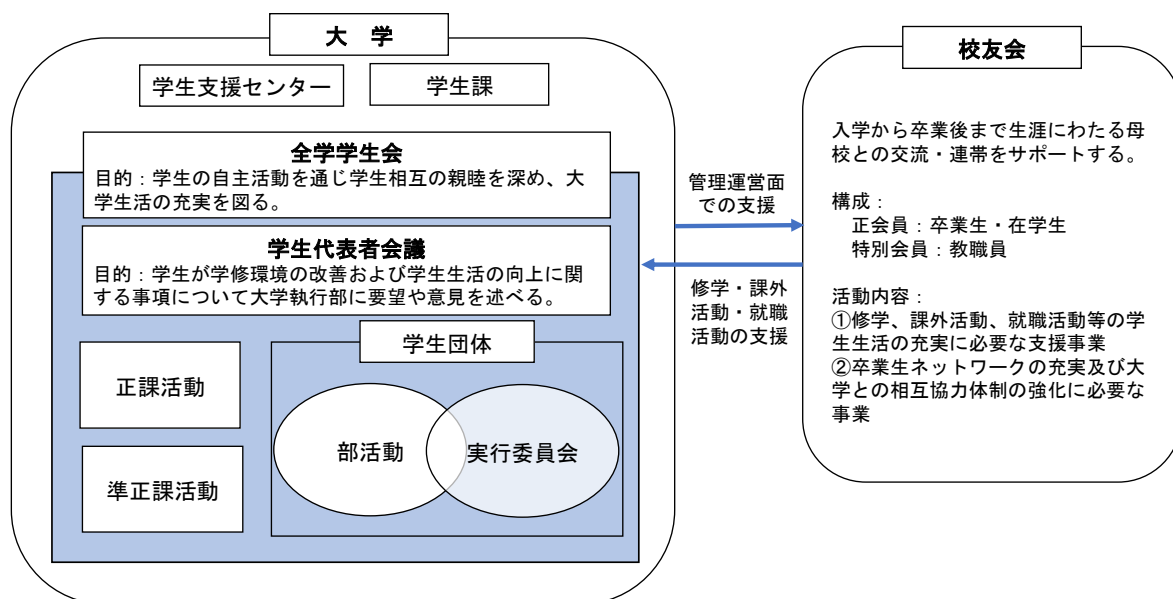 大　学
学生支援センター
学生課
全学学生会
目的：学生の自主活動を通じ学生相互の親睦を深め、大
学生活の充実を図る。
学生代表者会議
目的：学生が学修環境の改善および学生生活の向上に関
する事項について大学執行部に要望や意見を述べる。
正課活動
準正課活動
学生団体
部活動
実行委員会
管理運営面
での支援
修学・課外
活動・就職
活動の支援
校友会
入学から卒業後まで生涯にわたる母
校との交流・連帯をサポートする。
構成：
正会員：卒業生・在学生
特別会員：教職員
活動内容：
①修学、課外活動、就職活動等の学
生生活の充実に必要な支援事業
②卒業生ネットワークの充実及び大
学との相互協力体制の強化に必要な
事業